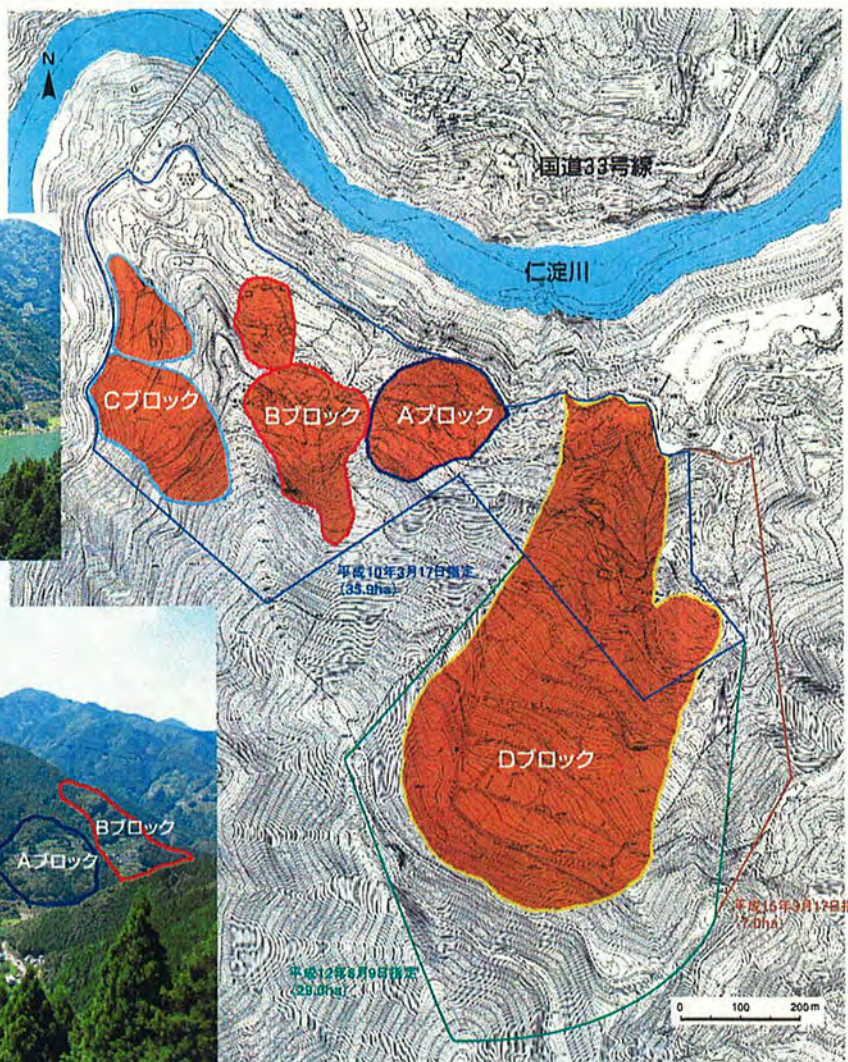 N
国道33号線
仁淀川
Cブロック
Bブロック
Aブロック
平成10年3月17日指定
(35.9ha)
Dブロック
Bブロック
Aブロック
平成15年3月17日指
7.0ha)
平成12年8月9日指定
(29.0ha)
0 100 200m